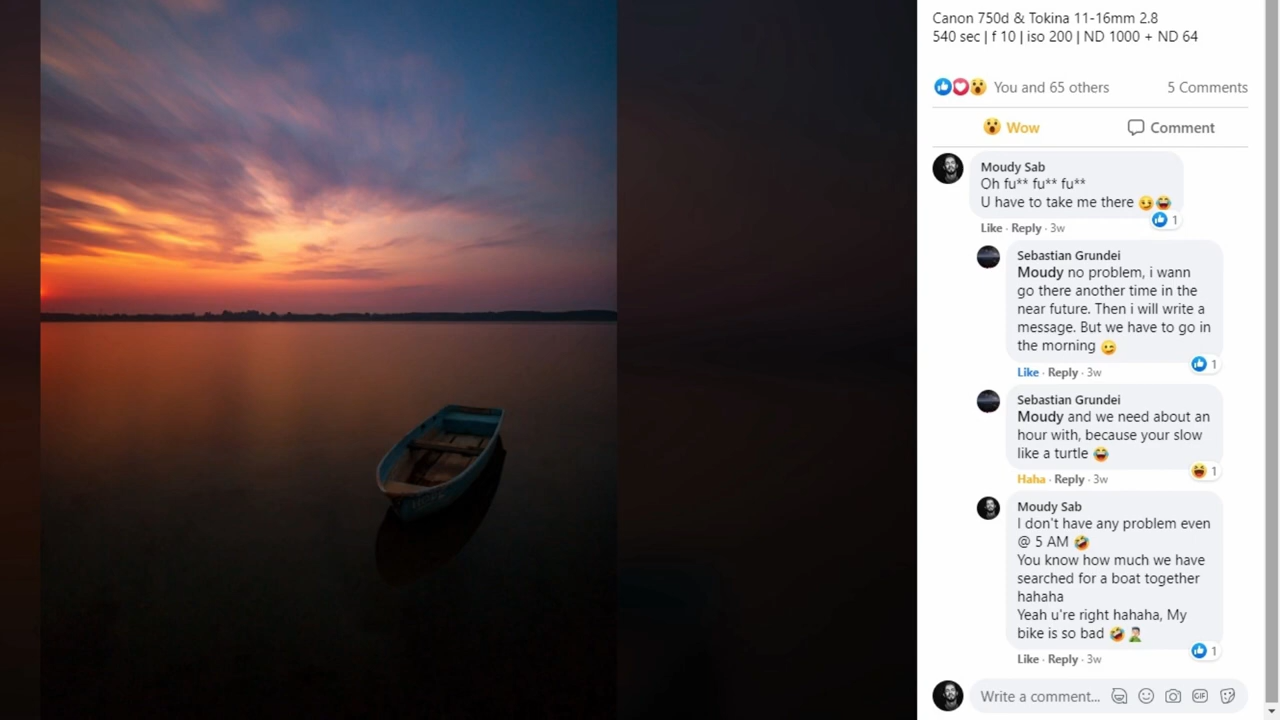 Canon 750d & Tokina 11-16mm 2.8
540 sec | f 10 | iso 200 | ND 1000 + ND 64
You and 65 others 5 Comments
Wow Comment
Moudy Sab
Oh fu** fu** fu**
U have to take me there 😏😂
1
Like · Reply · 3w
Sebastian Grundei
Moudy no problem, i wann
go there another time in the
near future. Then i will write a
message. But we have to go in
the morning 😉
1
Like · Reply · 3w
Sebastian Grundei
Moudy and we need about an
hour with, because your slow
like a turtle 😂
1
Haha · Reply · 3w
Moudy Sab
I don't have any problem even
@ 5 AM 🤣
You know how much we have
searched for a boat together
hahaha
Yeah u're right hahaha, My
bike is so bad 🤣🤦‍♂️
1
Like · Reply · 3w
Write a comment... GIF